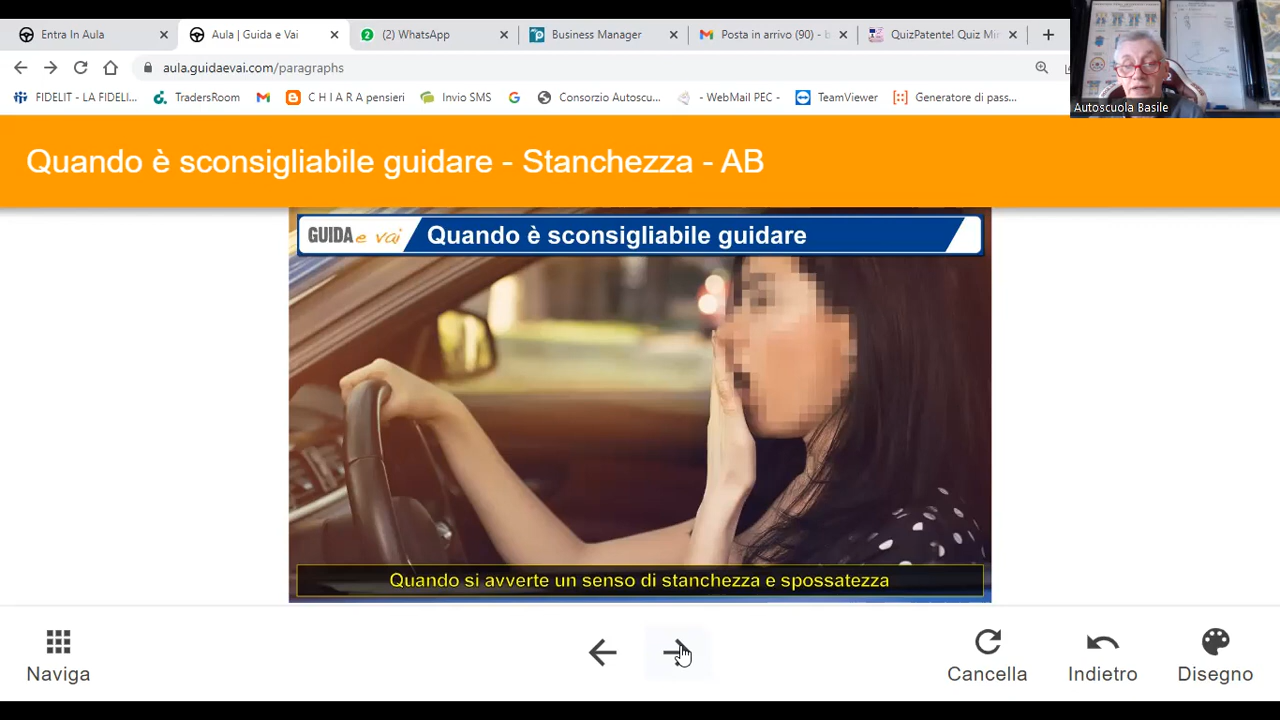 Entra In Aula
Aula | Guida e Vai
(2) WhatsApp
Business Manager
Posta in arrivo (90) - b
QuizPatente! Quiz Min
aula.guidaevai.com/paragraphs
FIDELIT - LA FIDELI...
TradersRoom
C H I A R A pensieri
Invio SMS
Consorzio Autoscu...
- WebMail PEC -
TeamViewer
Generatore di pass...
Autoscuola Basile
Quando è sconsigliabile guidare - Stanchezza - AB
GUIDA e vai
Quando è sconsigliabile guidare
Quando si avverte un senso di stanchezza e spossatezza
Naviga
Cancella
Indietro
Disegno